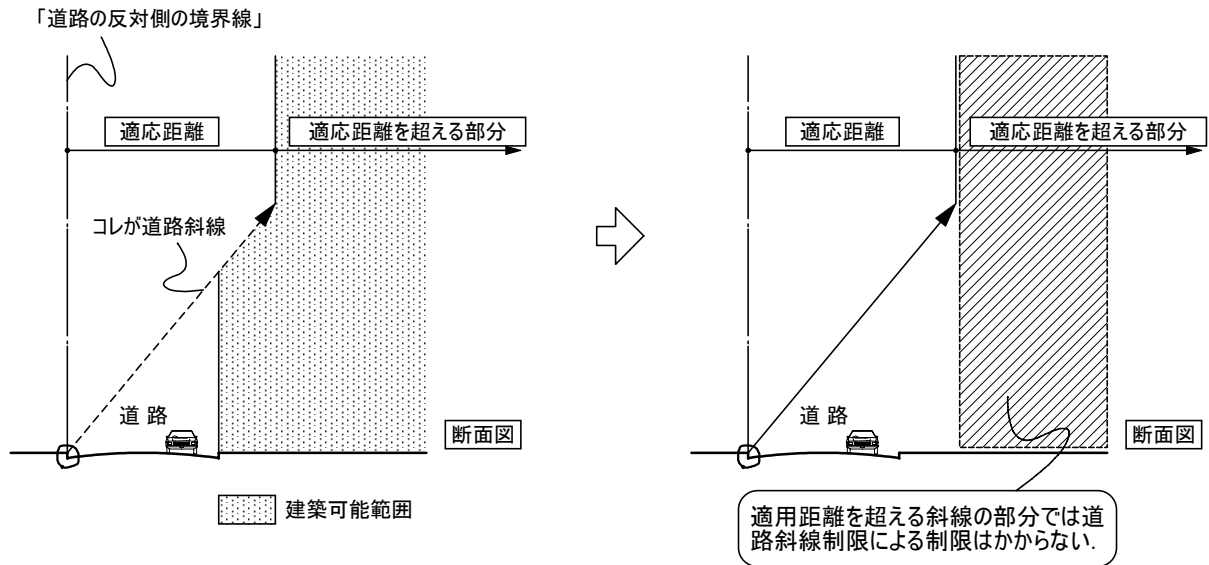 「道路の反対側の境界線」
適応距離
適応距離を超える部分
コレが道路斜線
道 路
断面図
建築可能範囲
適応距離
適応距離を超える部分
道 路
断面図
適用距離を超える斜線の部分では道
路斜線制限による制限はかからない.